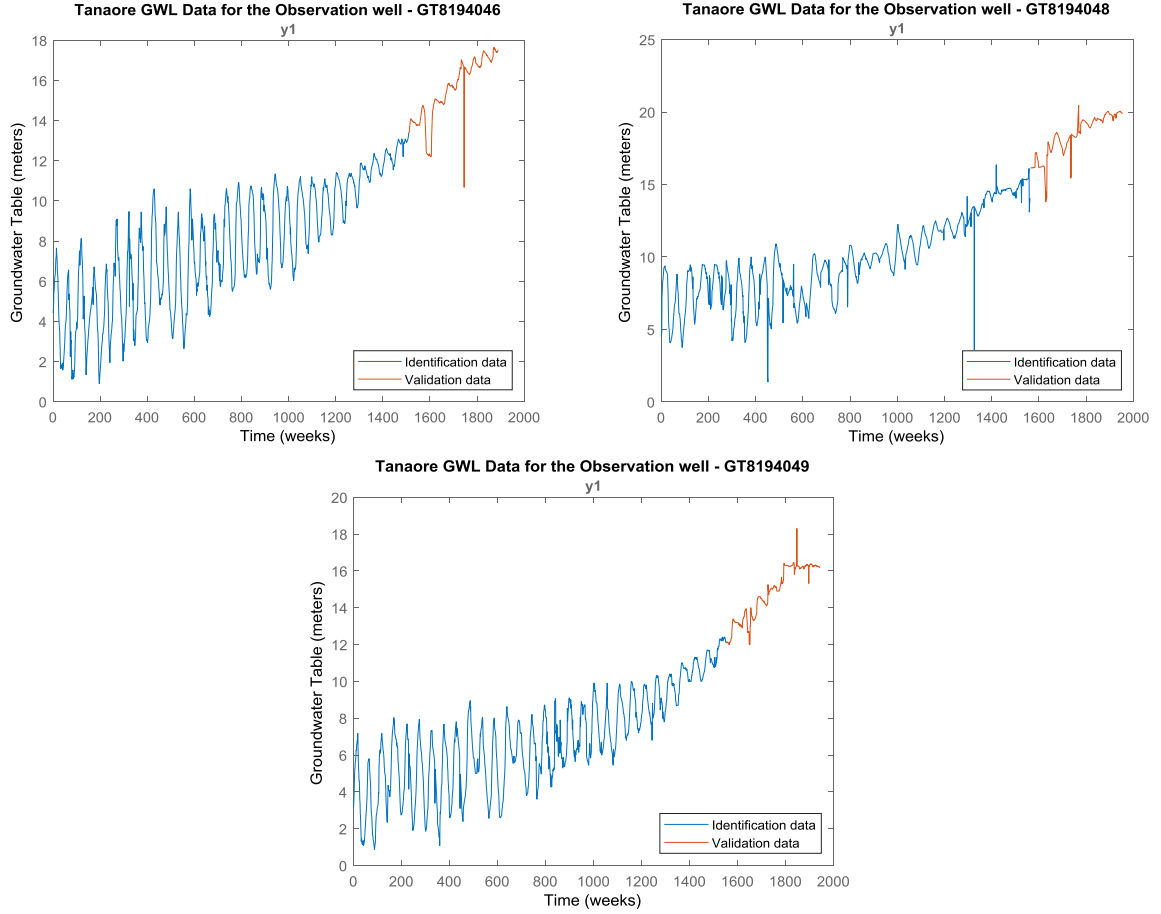 Tanaore GWL Data for the Observation well - GT8194046
y1
18
16
14
12
10
8
6
4
2
0
Groundwater Table (meters)
Identification data
Validation data
0 200 400 600 800 1000 1200 1400 1600 1800 2000
Time (weeks)
Tanaore GWL Data for the Observation well - GT8194048
y1
25
20
15
10
5
0
Groundwater Table (meters)
Identification data
Validation data
0 200 400 600 800 1000 1200 1400 1600 1800 2000
Time (weeks)
Tanaore GWL Data for the Observation well - GT8194049
y1
20
18
16
14
12
10
8
6
4
2
0
Groundwater Table (meters)
Identification data
Validation data
0 200 400 600 800 1000 1200 1400 1600 1800 2000
Time (weeks)